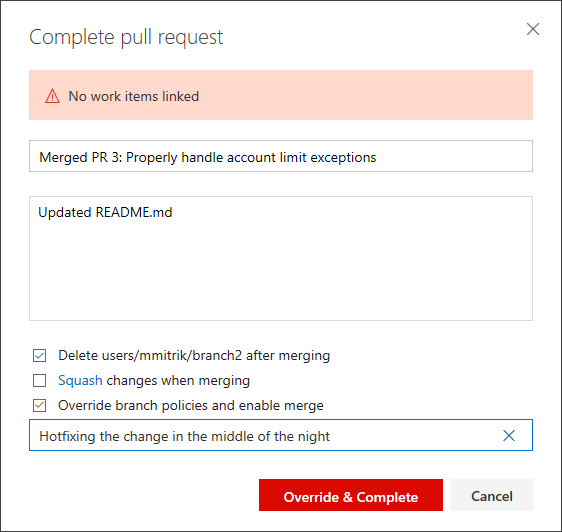 Complete pull request
No work items linked
Merged PR 3: Properly handle account limit exceptions
Updated README.md
Delete users/mmitrik/branch2 after merging
Squash changes when merging
Override branch policies and enable merge
Hotfixing the change in the middle of the night
Override & Complete
Cancel